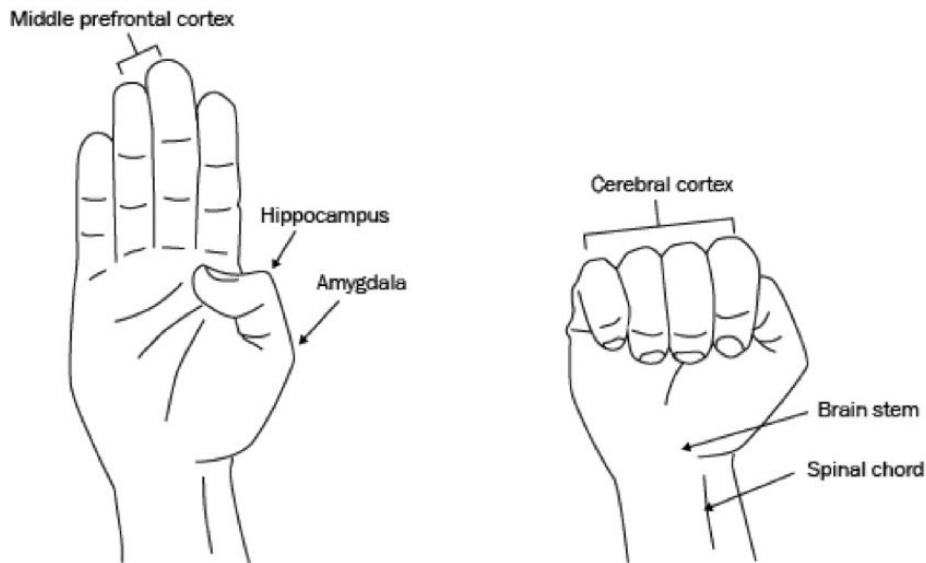 Middle prefrontal cortex
Hippocampus
Amygdala
Cerebral cortex
Brain stem
Spinal chord